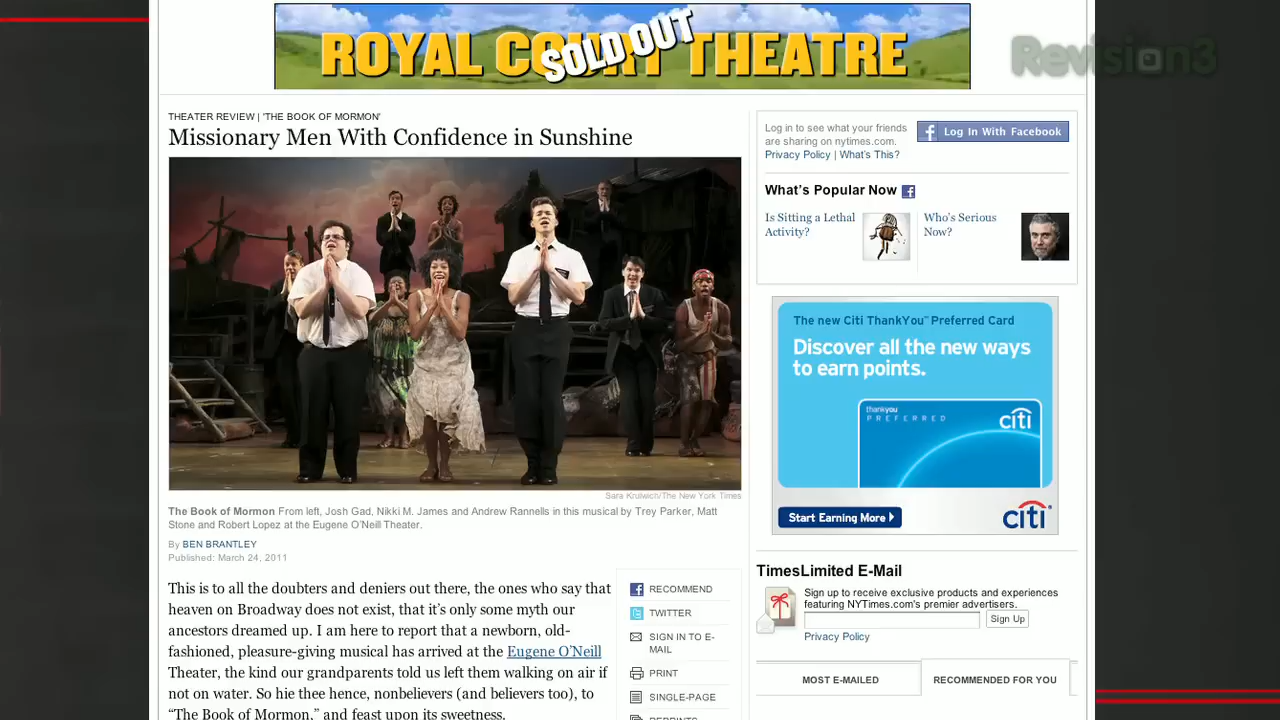 ROYAL COURT THEATRE
SOLD OUT
Revision3
THEATER REVIEW | 'THE BOOK OF MORMON'
Missionary Men With Confidence in Sunshine
Sara Krulwich/The New York Times
The Book of Mormon From left, Josh Gad, Nikki M. James and Andrew Rannells in this musical by Trey Parker, Matt
Stone and Robert Lopez at the Eugene O'Neill Theater.
By BEN BRANTLEY
Published: March 24, 2011
This is to all the doubters and deniers out there, the ones who say that
heaven on Broadway does not exist, that it's only some myth our
ancestors dreamed up. I am here to report that a newborn, old-
fashioned, pleasure-giving musical has arrived at the Eugene O'Neill
Theater, the kind our grandparents told us left them walking on air if
not on water. So hie thee hence, nonbelievers (and believers too), to
“The Book of Mormon,” and feast upon its sweetness.
RECOMMEND
TWITTER
SIGN IN TO E-
MAIL
PRINT
SINGLE-PAGE
REPRINTS
Log in to see what your friends
are sharing on nytimes.com.
Privacy Policy | What's This?
f Log In With Facebook
What's Popular Now
Is Sitting a Lethal
Activity?
Who's Serious
Now?
The new Citi ThankYou℠ Preferred Card
Discover all the new ways
to earn points.
thankyou
PREFERRED
citi
Start Earning More
citi®
TimesLimited E-Mail
Sign up to receive exclusive products and experiences
featuring NYTimes.com's premier advertisers.
Sign Up
Privacy Policy
MOST E-MAILED
RECOMMENDED FOR YOU